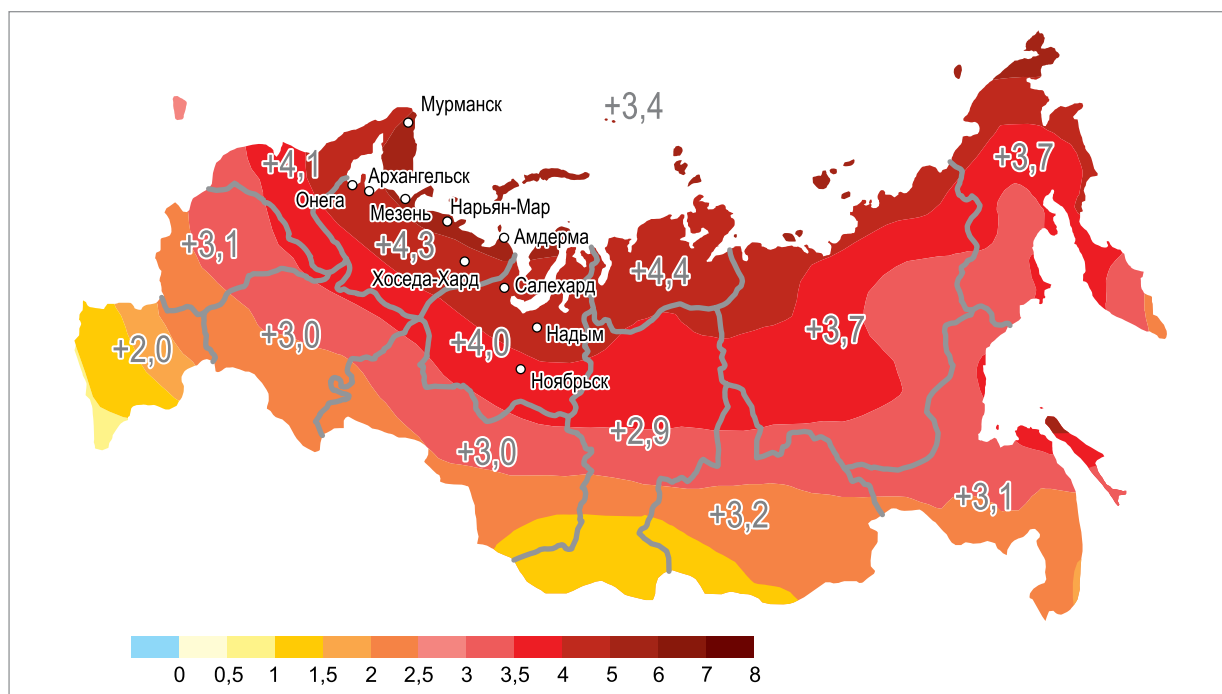 Мурманск
+3,4
+4,1
+3,7
Архангельск
Онега
Мезень
Нарьян-Мар
+3,1
+4,3
Амдерма
Хоседа-Хард
+4,4
Салехард
+2,0
+3,0
+4,0
Надым
+3,7
Ноябрьск
+2,9
+3,0
+3,1
+3,2
0 0,5 1 1,5 2 2,5 3 3,5 4 5 6 7 8